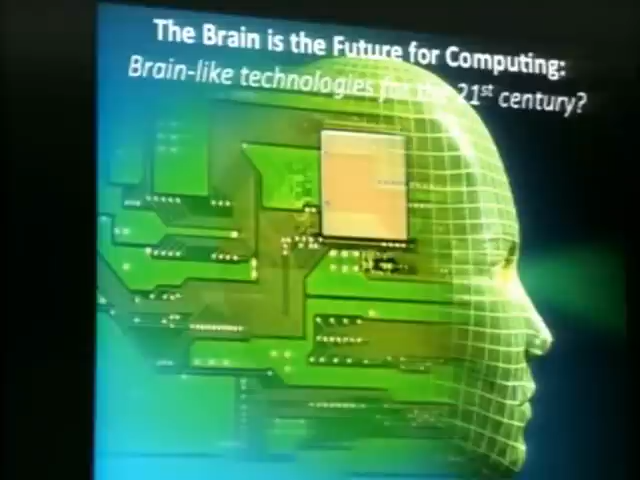 The Brain is the Future for Computing:
Brain-like technologies for the 21st century?